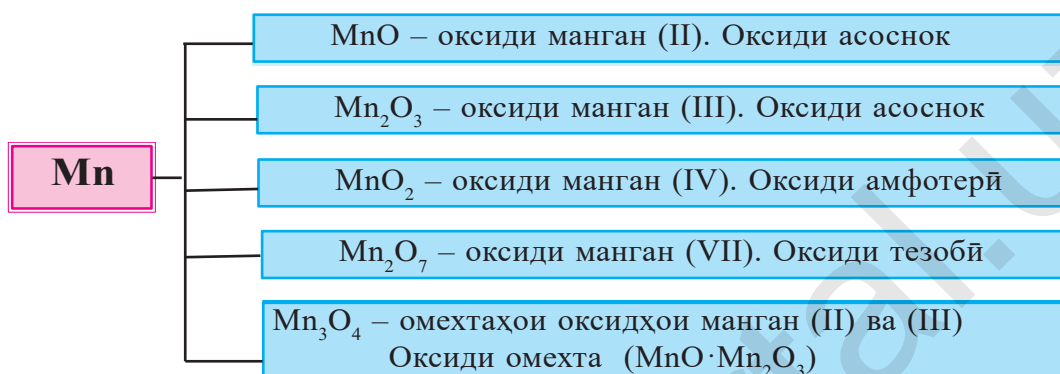 MnO – оксиди манган (II). Оксиди асоснок
Mn₂O₃ – оксиди манган (III). Оксиди асоснок
Mn
MnO₂ – оксиди манган (IV). Оксиди амфотерӣ
Mn₂O₇ – оксиди манган (VII). Оксиди тезобӣ
Mn₃O₄ – омехтаҳои оксидҳои манган (II) ва (III)
Оксиди омехта (MnO·Mn₂O₃)